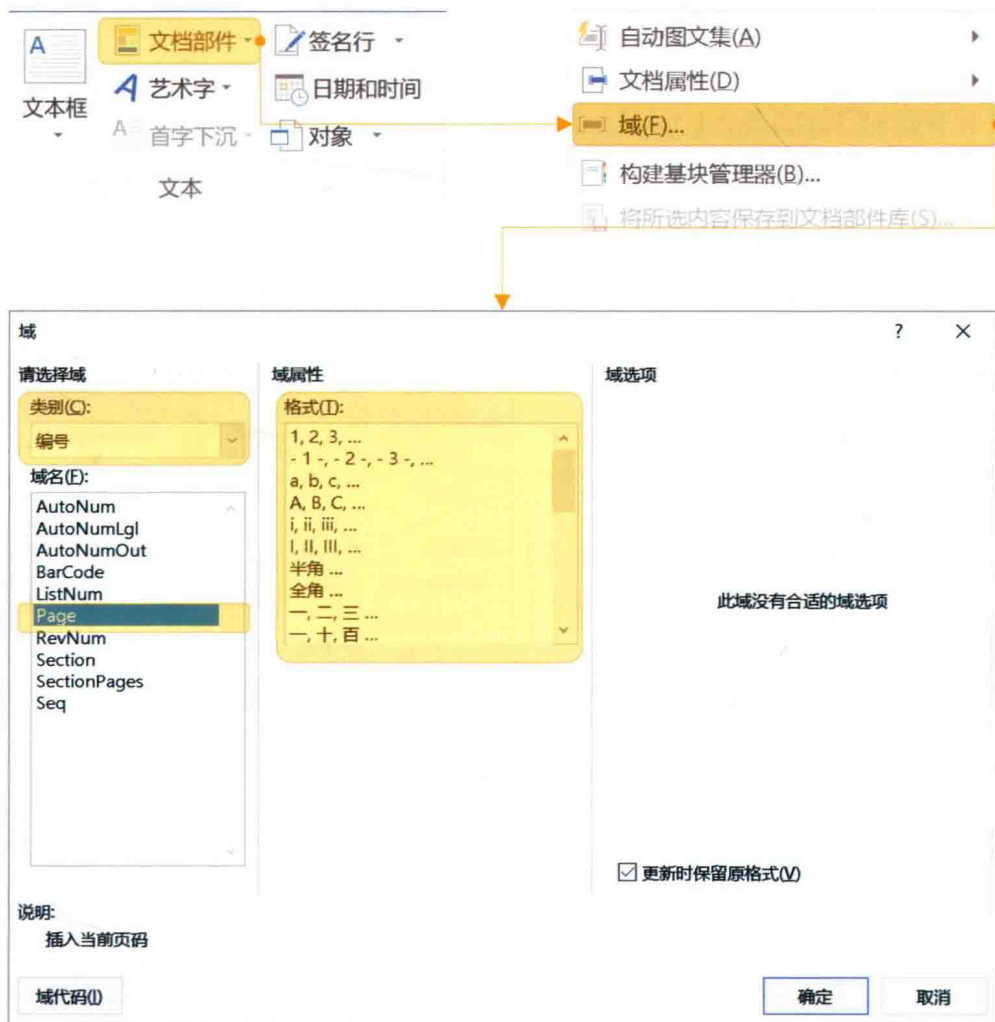 文档部件
签名行
自动图文集(A)
A
艺术字
日期和时间
文档属性(D)
文本框
首字下沉
对象
域(F)...
文本
构建基块管理器(B)...
将所选内容保存到文档部件库(S)...
域
?
请选择域
域属性
域选项
类别(C):
格式(T):
编号
1, 2, 3, ...
- 1 -, - 2 -, - 3 -, ...
a, b, c, ...
A, B, C, ...
i, ii, iii, ...
I, II, III, ...
半角 ...
全角 ...
一, 二, 三 ...
一, 十, 百 ...
域名(F):
AutoNum
AutoNumLgl
AutoNumOut
BarCode
ListNum
Page
RevNum
Section
SectionPages
Seq
此域没有合适的域选项
更新时保留原格式(V)
说明:
插入当前页码
域代码(I)
确定
取消